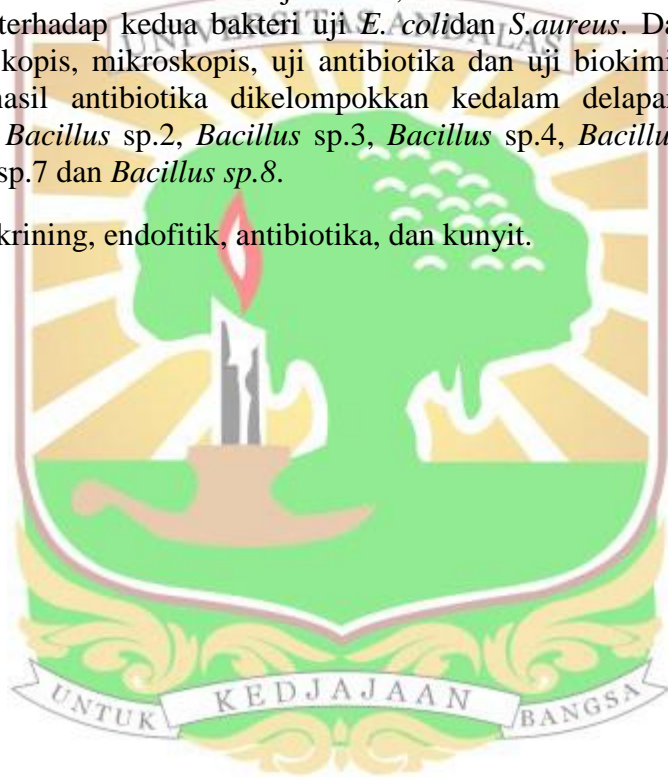 UNIVERSITAS ANDALAS
terhadap kedua bakteri uji E. colidan S.aureus. Da
kopis, mikroskopis, uji antibiotika dan uji biokimi
hasil antibiotika dikelompokkan kedalam delapan
Bacillus sp.2, Bacillus sp.3, Bacillus sp.4, Bacillu
sp.7 dan Bacillus sp.8.
krining, endofitik, antibiotika, dan kunyit.
UNTUK KEDJAJAAN BANGSA